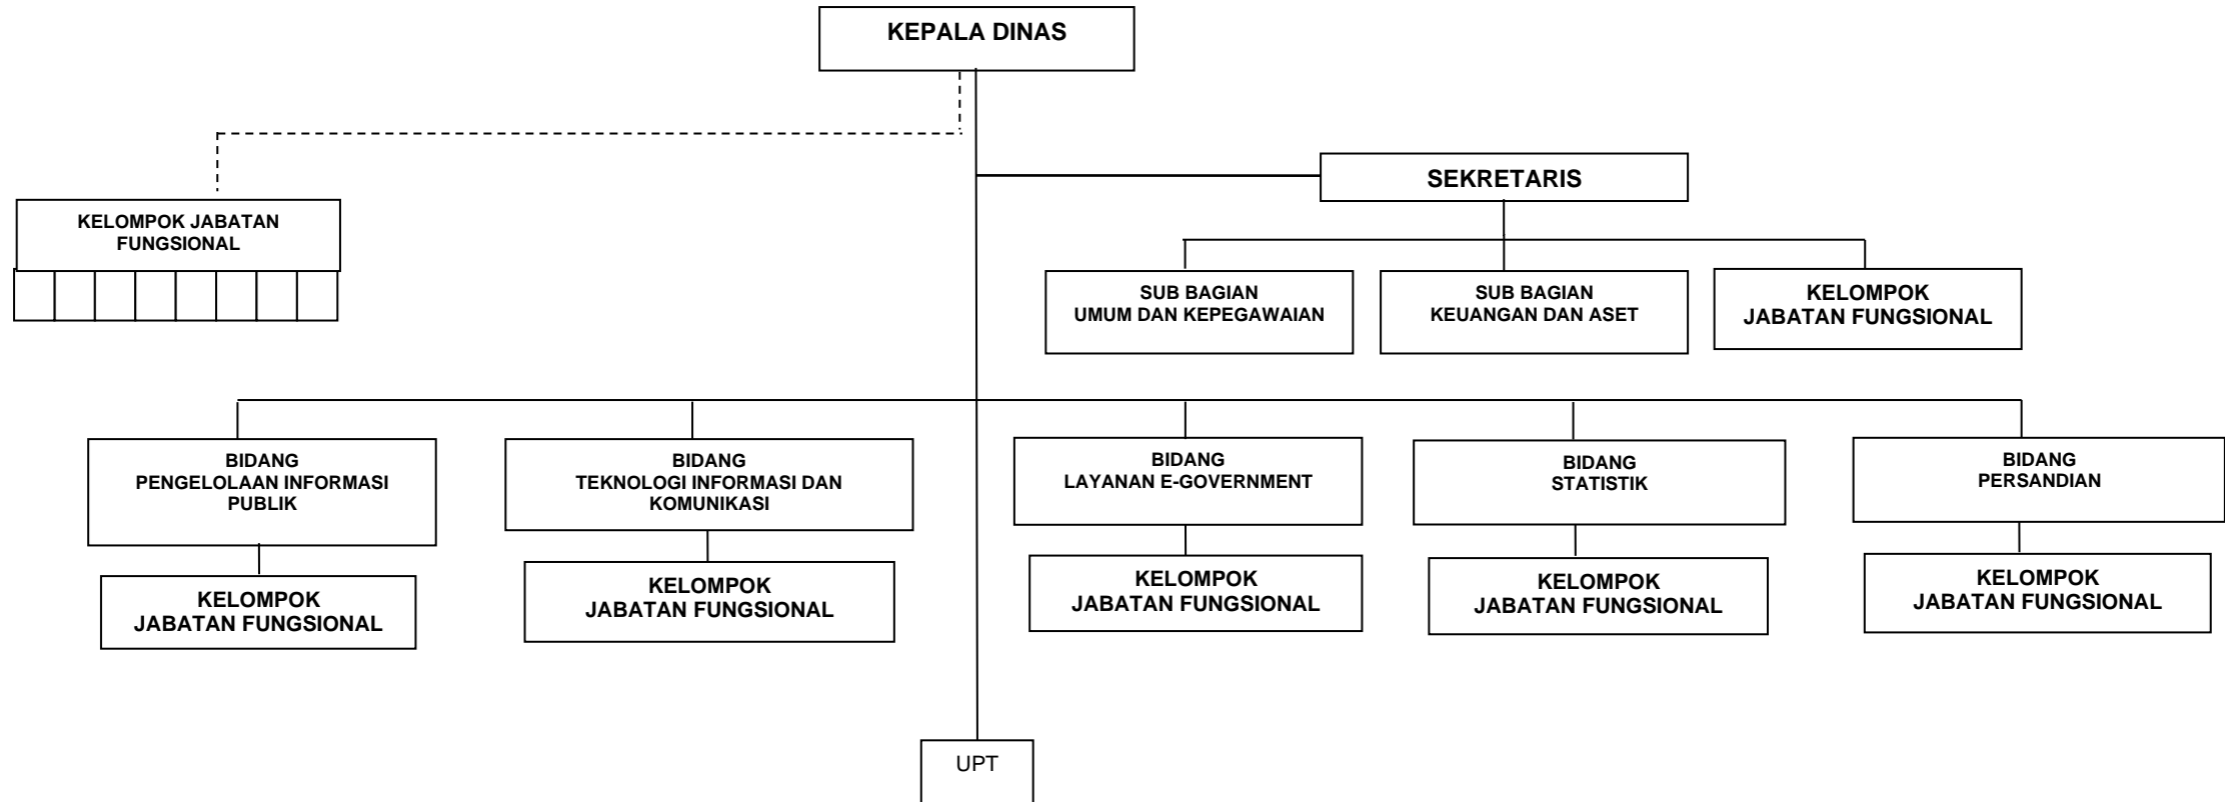 KEPALA DINAS
SEKRETARIS
KELOMPOK JABATAN
FUNGSIONAL
SUB BAGIAN
UMUM DAN KEPEGAWAIAN
SUB BAGIAN
KEUANGAN DAN ASET
KELOMPOK
JABATAN FUNGSIONAL
BIDANG
PENGELOLAAN INFORMASI
PUBLIK
BIDANG
TEKNOLOGI INFORMASI DAN
KOMUNIKASI
BIDANG
LAYANAN E-GOVERNMENT
BIDANG
STATISTIK
BIDANG
PERSANDIAN
KELOMPOK
JABATAN FUNGSIONAL
KELOMPOK
JABATAN FUNGSIONAL
KELOMPOK
JABATAN FUNGSIONAL
KELOMPOK
JABATAN FUNGSIONAL
KELOMPOK
JABATAN FUNGSIONAL
UPT